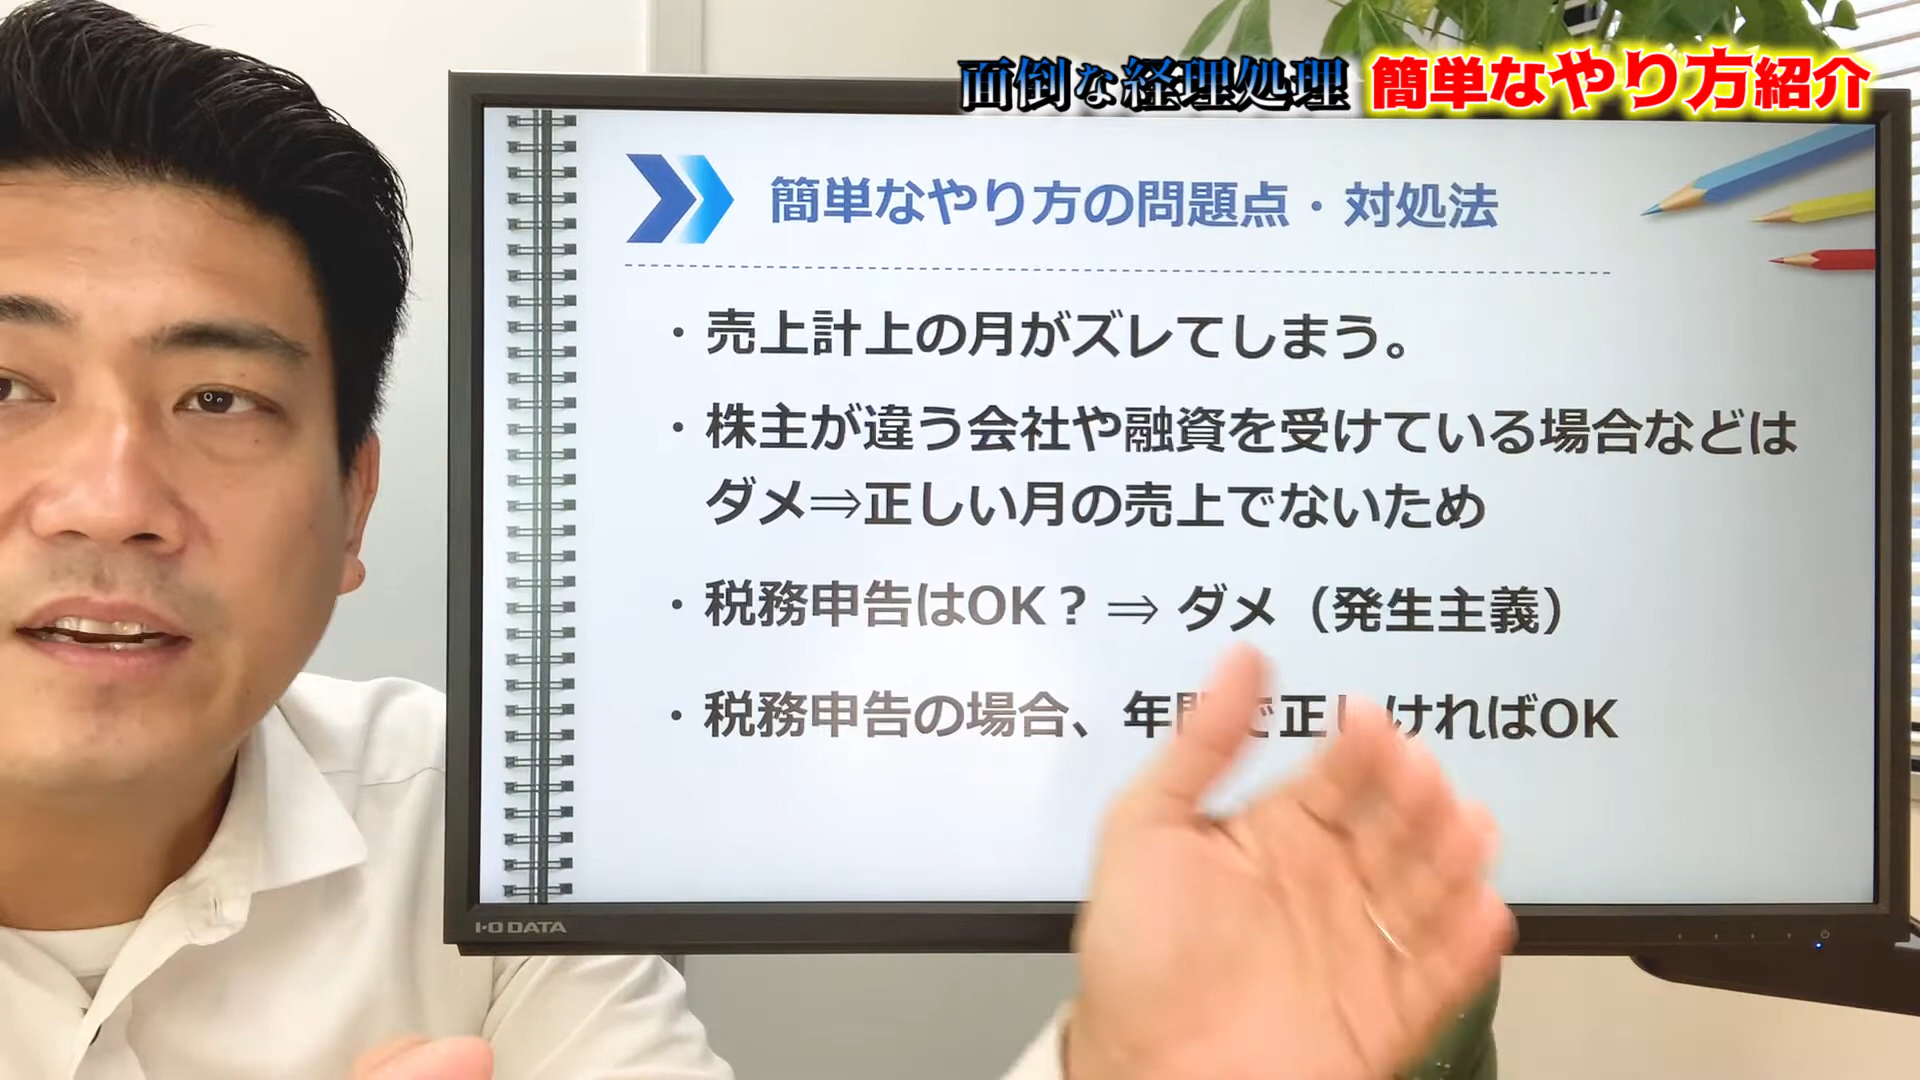 面倒な経理処理 簡単なやり方紹介
簡単なやり方の問題点・対処法
・売上計上の月がズレてしまう。
・株主が違う会社や融資を受けている場合などは
ダメ⇒正しい月の売上でないため
・税務申告はOK？⇒ ダメ（発生主義）
・税務申告の場合、年間で正しければOK
I-O DATA